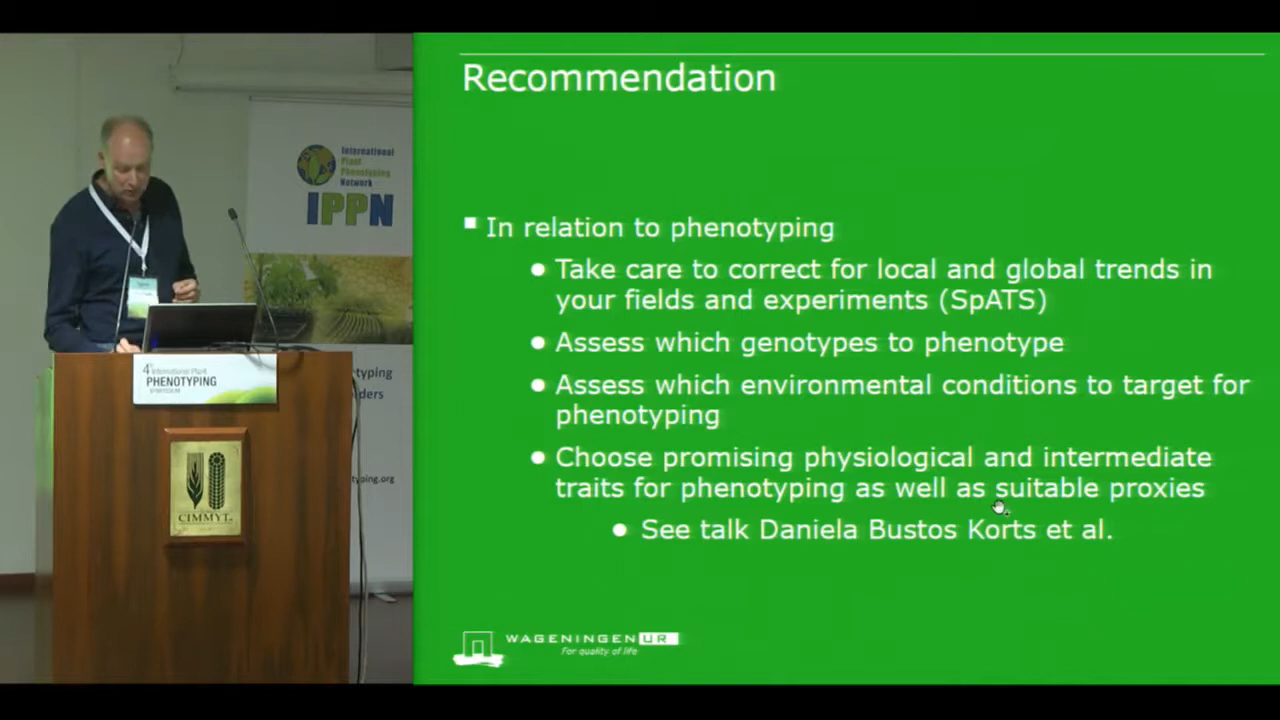 Recommendation
In relation to phenotyping
Take care to correct for local and global trends in
your fields and experiments (SpATS)
Assess which genotypes to phenotype
Assess which environmental conditions to target for
phenotyping
Choose promising physiological and intermediate
traits for phenotyping as well as suitable proxies
See talk Daniela Bustos Korts et al.
WAGENINGEN UR
For quality of life
International
Plant
Phenotyping
Network
IPPN
4th International Plant
PHENOTYPING
SYMPOSIUM
CIMMYT